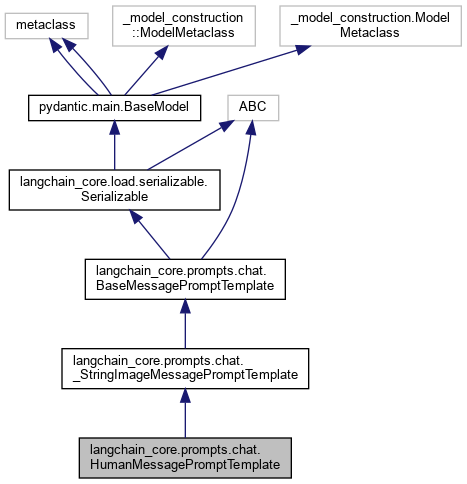 metaclass
_model_construction
::ModelMetaclass
_model_construction.Model
Metaclass
pydantic.main.BaseModel
ABC
langchain_core.load.serializable.
Serializable
langchain_core.prompts.chat.
BaseMessagePromptTemplate
langchain_core.prompts.chat.
_StringImageMessagePromptTemplate
langchain_core.prompts.chat.
HumanMessagePromptTemplate